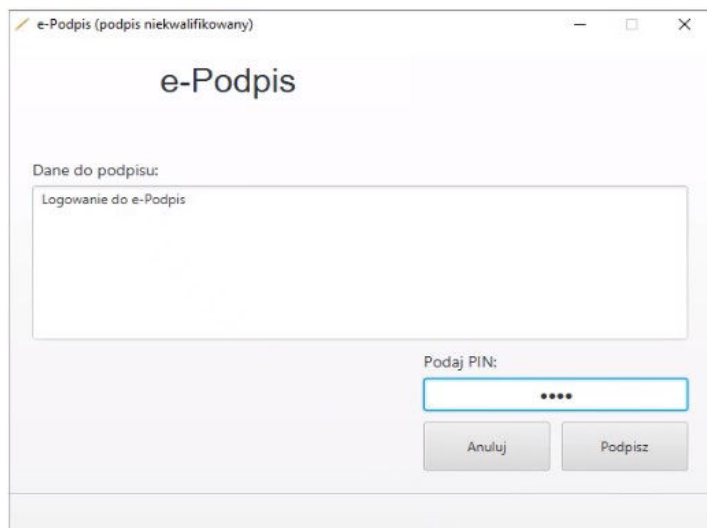 e-Podpis (podpis niekwalifikowany)
e-Podpis
Dane do podpisu:
Logowanie do e-Podpis
Podaj PIN:
••••
Anuluj
Podpisz